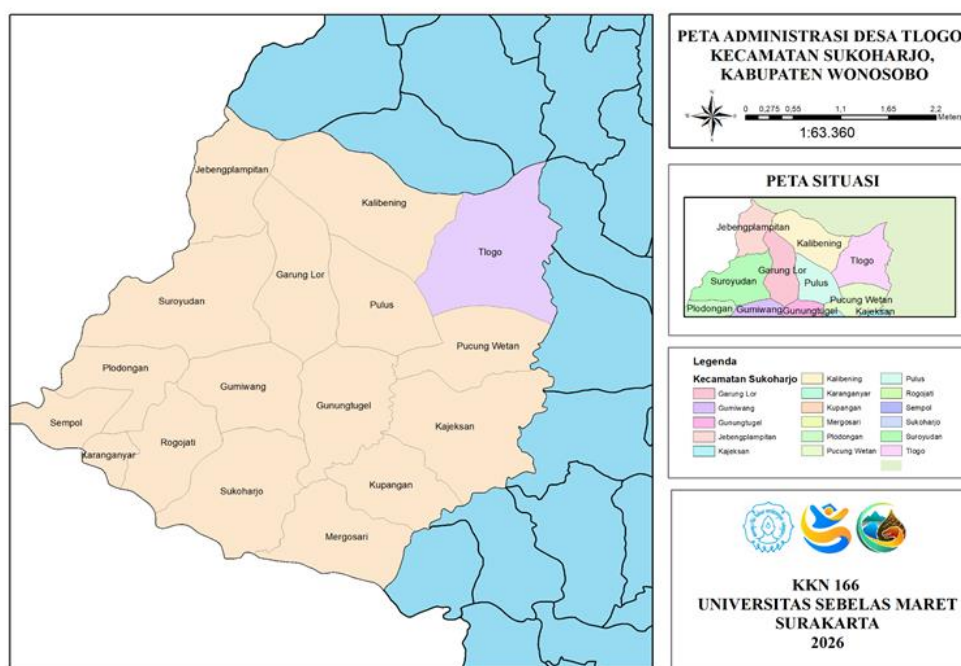 Jebengplampitan
Kalibening
Tlogo
Garung Lor
Suroyudan
Pulus
Pucung Wetan
Plodongan
Gumiwang
Gunungtugel
Sempol
Kajeksan
Rogojati
Karanganyar
Sukoharjo
Kupangan
Mergosari
PETA ADMINISTRASI DESA TLOGO
KECAMATAN SUKOHARJO,
KABUPATEN WONOSOBO
N
0 0,275 0,55 1,1 1,65 2,2
Meters
1:63.360
PETA SITUASI
Jebengplampitan
Kalibening
Garung Lor
Tlogo
Suroyudan
Pulus
Pucung Wetan
Plodongan
Gumiwang
Gunungtugel
Kajeksan
Legenda
Kecamatan Sukoharjo
Garung Lor
Gumiwang
Gunungtugel
Jebengplampitan
Kajeksan
Kalibening
Karanganyar
Kupangan
Mergosari
Plodongan
Pucung Wetan
Pulus
Rogojati
Sempol
Sukoharjo
Suroyudan
Tlogo
KKN 166
UNIVERSITAS SEBELAS MARET
SURAKARTA
2026